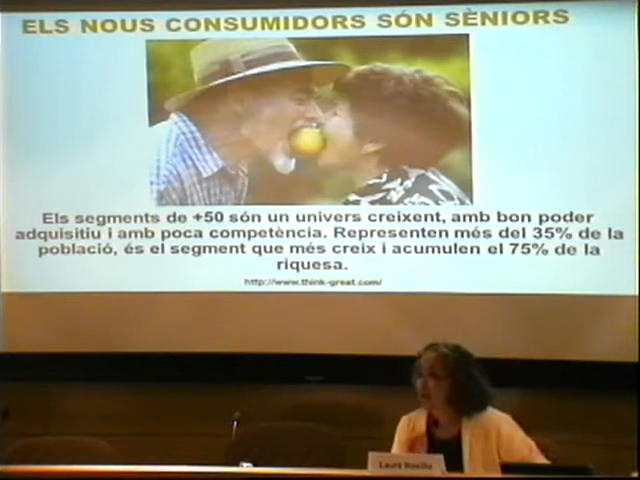 ELS NOUS CONSUMIDORS SÓN SÈNIORS
Els segments de +50 són un univers creixent, amb bon poder
adquisitiu i amb poca competència. Representen més del 35% de la
població, és el segment que més creix i acumulen el 75% de la
riquesa.
http://www.think-great.com/
Laura